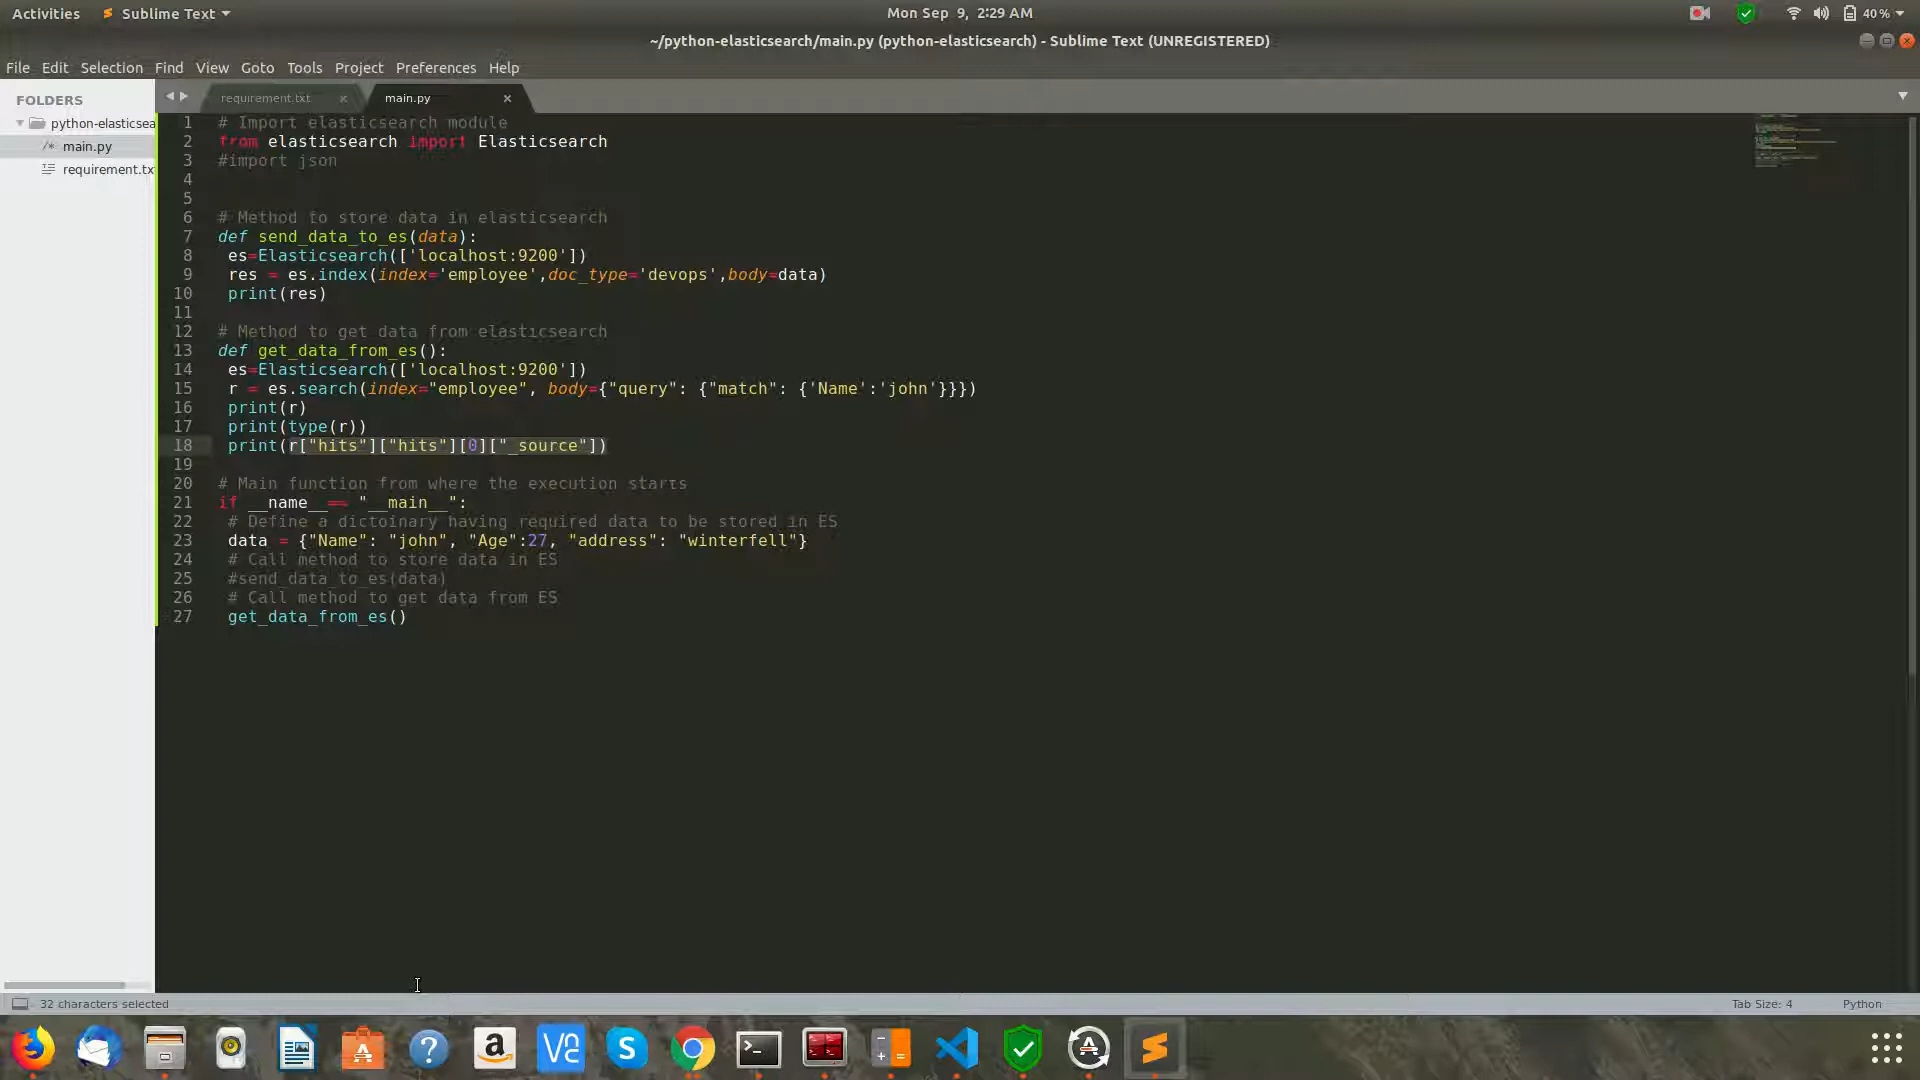 Activities Sublime Text Mon Sep 9, 2:29 AM 40 %
~/python-elasticsearch/main.py (python-elasticsearch) - Sublime Text (UNREGISTERED)
File Edit Selection Find View Goto Tools Project Preferences Help
FOLDERS
python-elasticsea
main.py
requirement.tx
requirement.txt main.py
1 # Import elasticsearch module
2 from elasticsearch import Elasticsearch
3 #import json
4
5
6 # Method to store data in elasticsearch
7 def send_data_to_es(data):
8 es=Elasticsearch(['localhost:9200'])
9 res = es.index(index='employee',doc_type='devops',body=data)
10 print(res)
11
12 # Method to get data from elasticsearch
13 def get_data_from_es():
14 es=Elasticsearch(['localhost:9200'])
15 r = es.search(index="employee", body={"query": {"match": {'Name':'john'}}})
16 print(r)
17 print(type(r))
18 print(r["hits"]["hits"][0]["_source"])
19
20 # Main function from where the execution starts
21 if __name__== "__main__":
22 # Define a dictoinary having required data to be stored in ES
23 data = {"Name": "john", "Age":27, "address": "winterfell"}
24 # Call method to store data in ES
25 #send_data_to_es(data)
26 # Call method to get data from ES
27 get_data_from_es()
32 characters selected Tab Size: 4 Python